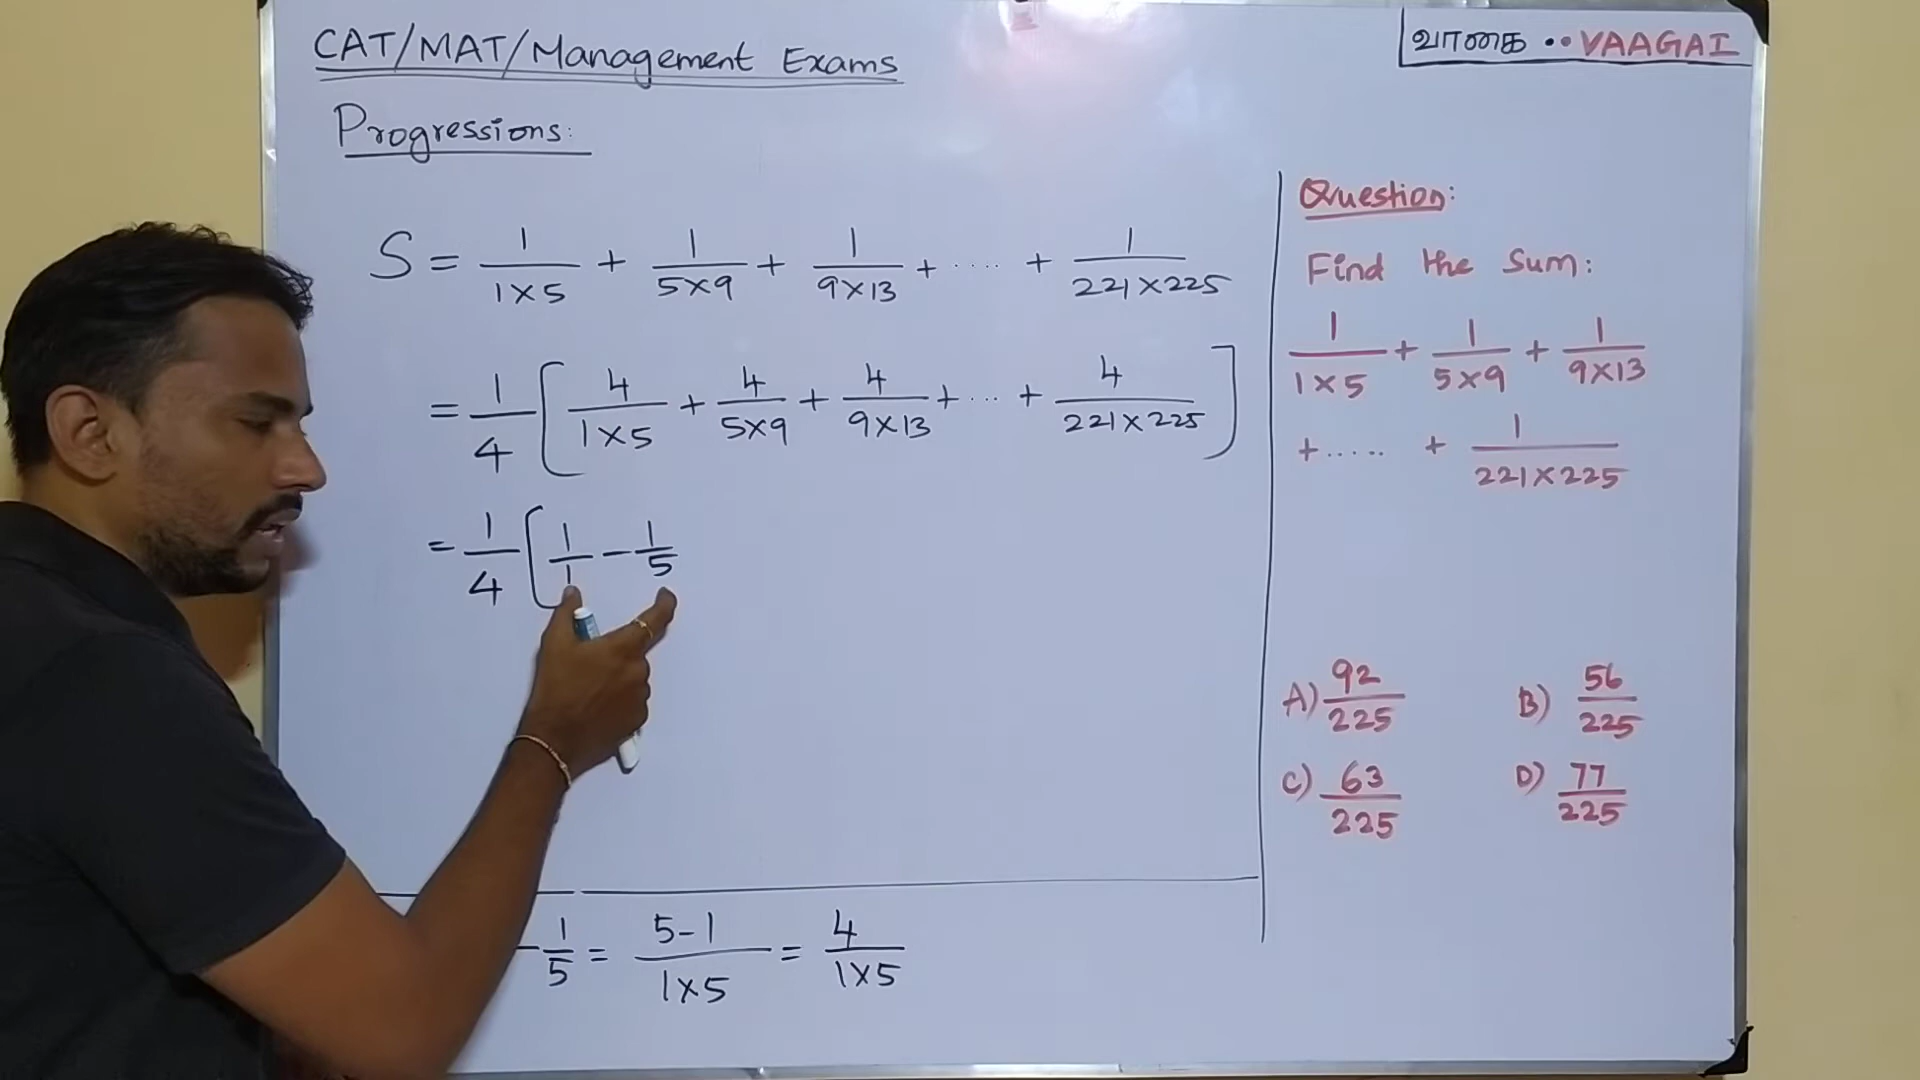 CAT/MAT/Management Exams
வாகை ..VAAGAI
Progressions:
S = 1/(1×5) + 1/(5×9) + 1/(9×13) + ..... + 1/(221×225)
= 1/4 [ 4/(1×5) + 4/(5×9) + 4/(9×13) + ... + 4/(221×225) ]
= 1/4 [ 1/1 - 1/5
- 1/5 = (5-1)/(1×5) = 4/(1×5)
Question:
Find the Sum:
1/(1×5) + 1/(5×9) + 1/(9×13)
+ ..... + 1/(221×225)
A) 92/225 B) 56/225
C) 63/225 D) 77/225